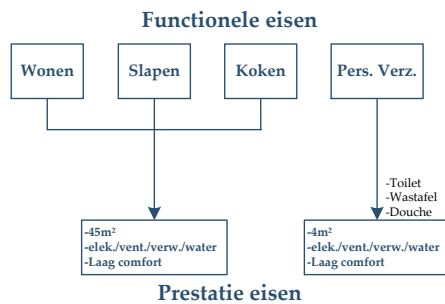 Functionele eisen
Wonen
Slapen
Koken
Pers. Verz.
-Toilet
-Wastafel
-Douche
-45m²
-elek./vent./verw./water
-Laag comfort
-4m²
-elek./vent./verw./water
-Laag comfort
Prestatie eisen